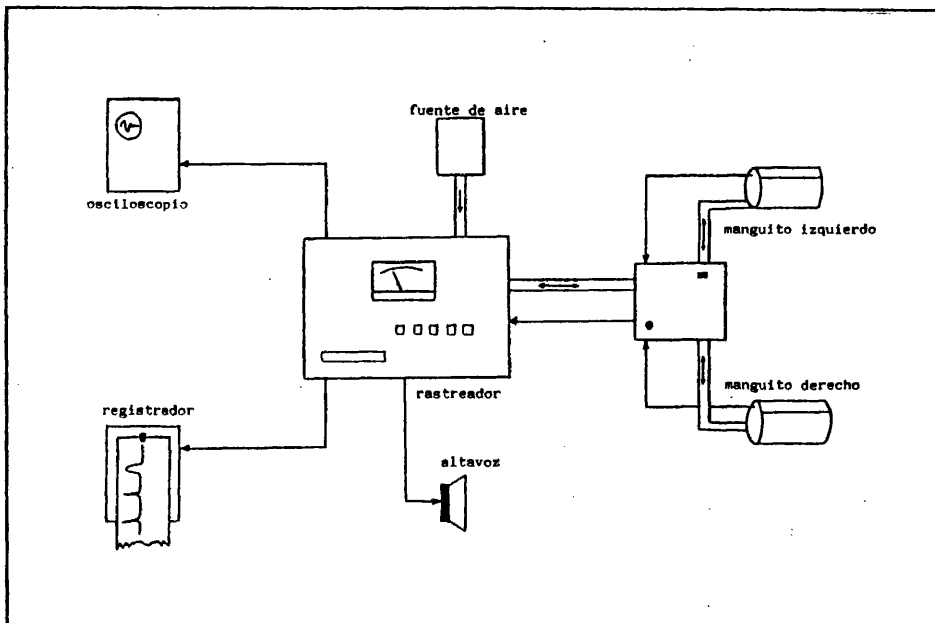 fuente de aire
osciloscopio
manguito izquierdo
rastreador
manguito derecho
registrador
altavoz